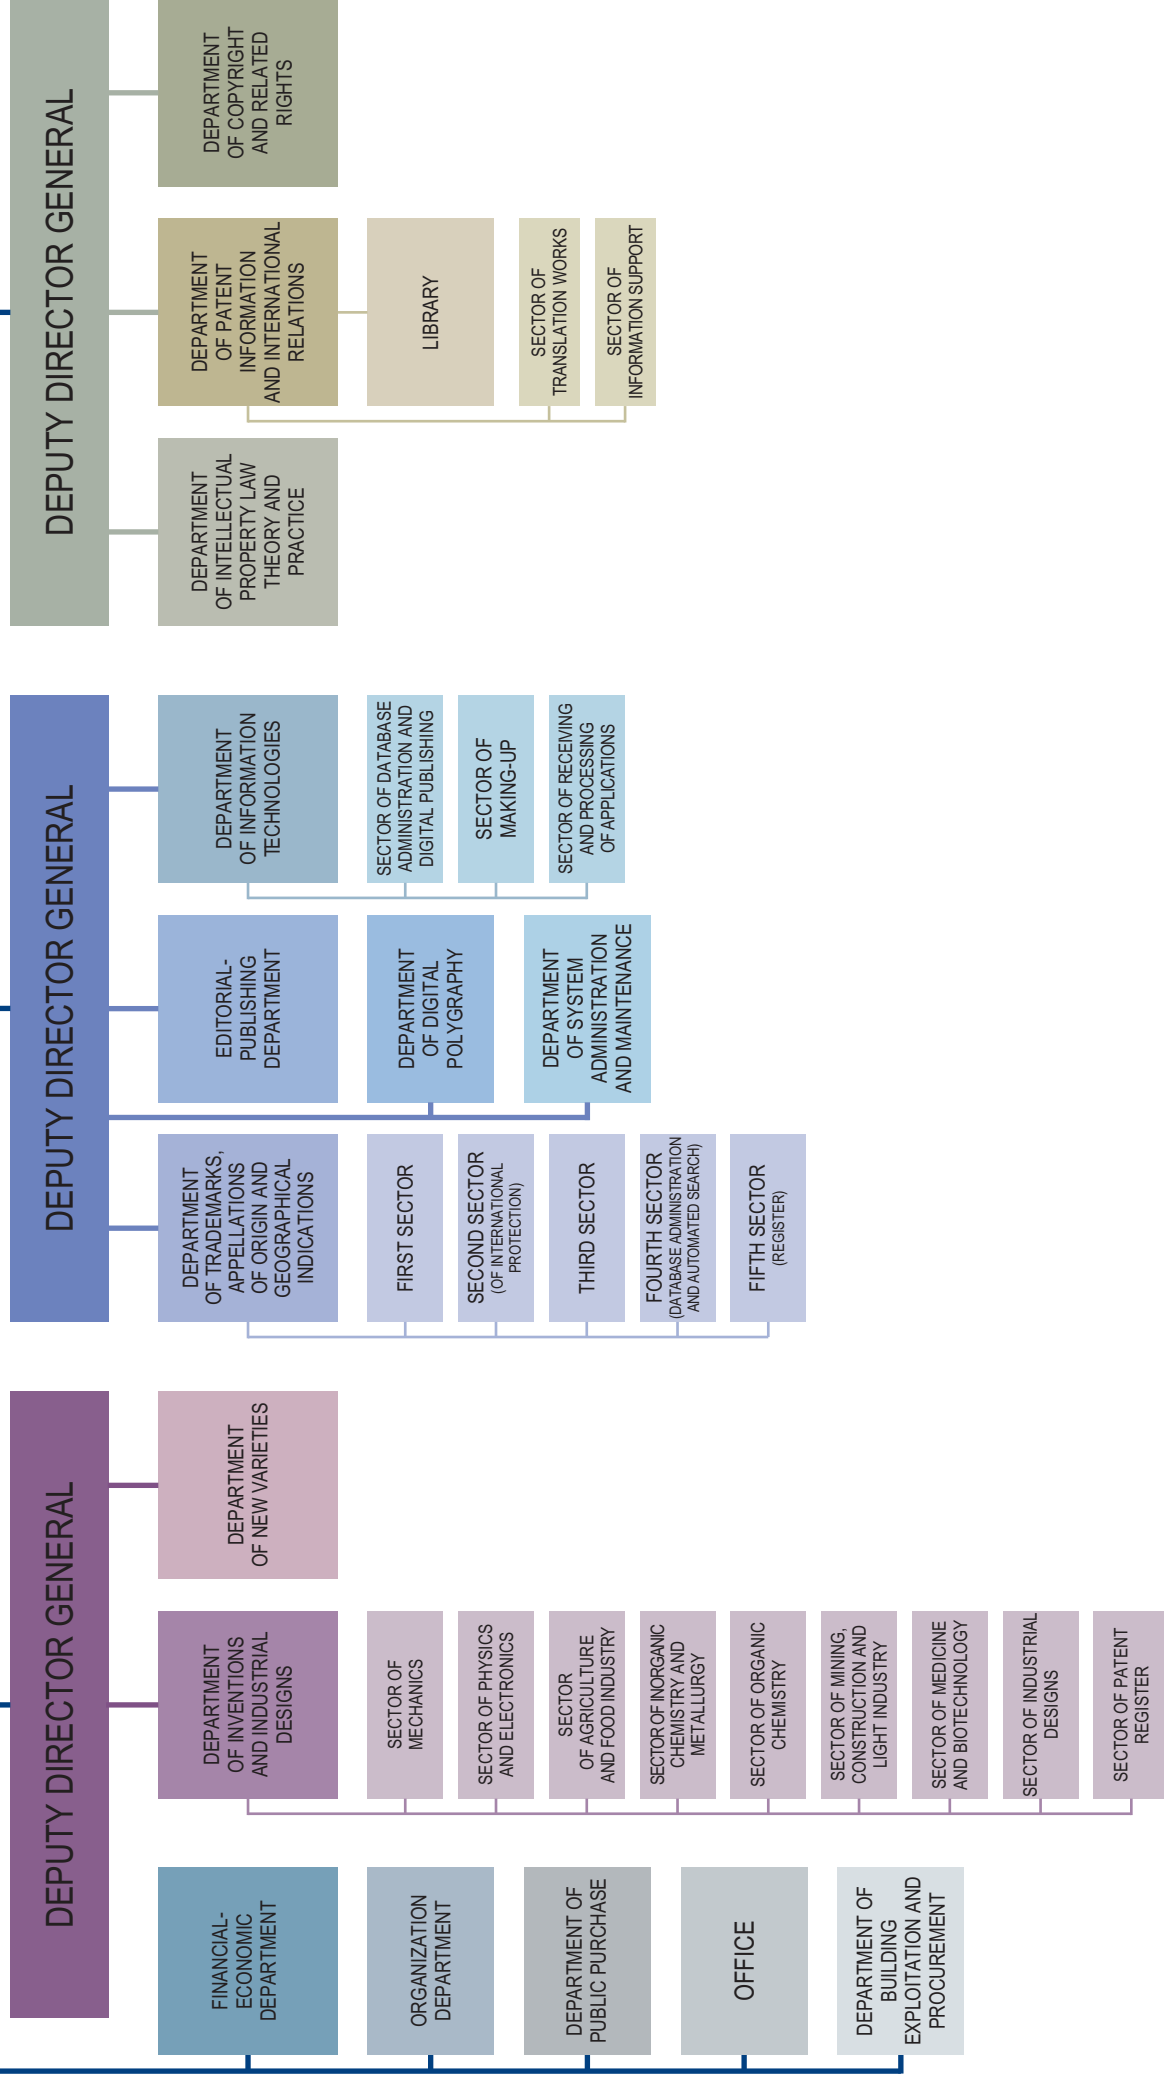 DEPUTY DIRECTOR GENERAL
FINANCIAL-
ECONOMIC
DEPARTMENT
ORGANIZATION
DEPARTMENT
DEPARTMENT OF
PUBLIC PURCHASE
OFFICE
DEPARTMENT OF
BUILDING
EXPLOITATION AND
PROCUREMENT
DEPARTMENT
OF INVENTIONS
AND INDUSTRIAL
DESIGNS
SECTOR OF
MECHANICS
SECTOR OF PHYSICS
AND ELECTRONICS
SECTOR
OF AGRICULTURE
AND FOOD INDUSTRY
SECTOR OF INORGANIC
CHEMISTRY AND
METALLURGY
SECTOR OF ORGANIC
CHEMISTRY
SECTOR OF MINING,
CONSTRUCTION AND
LIGHT INDUSTRY
SECTOR OF MEDICINE
AND BIOTECHNOLOGY
SECTOR OF INDUSTRIAL
DESIGNS
SECTOR OF PATENT
REGISTER
DEPARTMENT
OF NEW VARIETIES
DEPUTY DIRECTOR GENERAL
DEPARTMENT
OF TRADEMARKS,
APPELLATIONS
OF ORIGIN AND
GEOGRAPHICAL
INDICATIONS
FIRST SECTOR
SECOND SECTOR
(OF INTERNATIONAL
PROTECTION)
THIRD SECTOR
FOURTH SECTOR
(DATABASE ADMINISTRATION
AND AUTOMATED SEARCH)
FIFTH SECTOR
(REGISTER)
EDITORIAL-
PUBLISHING
DEPARTMENT
DEPARTMENT
OF DIGITAL
POLYGRAPHY
DEPARTMENT
OF SYSTEM
ADMINISTRATION
AND MAINTENANCE
DEPARTMENT
OF INFORMATION
TECHNOLOGIES
SECTOR OF DATABASE
ADMINISTRATION AND
DIGITAL PUBLISHING
SECTOR OF
MAKING-UP
SECTOR OF RECEIVING
AND PROCESSING
OF APPLICATIONS
DEPUTY DIRECTOR GENERAL
DEPARTMENT
OF INTELLECTUAL
PROPERTY LAW
THEORY AND
PRACTICE
DEPARTMENT
OF PATENT
INFORMATION
AND INTERNATIONAL
RELATIONS
LIBRARY
SECTOR OF
TRANSLATION WORKS
SECTOR OF
INFORMATION SUPPORT
DEPARTMENT
OF COPYRIGHT
AND RELATED
RIGHTS